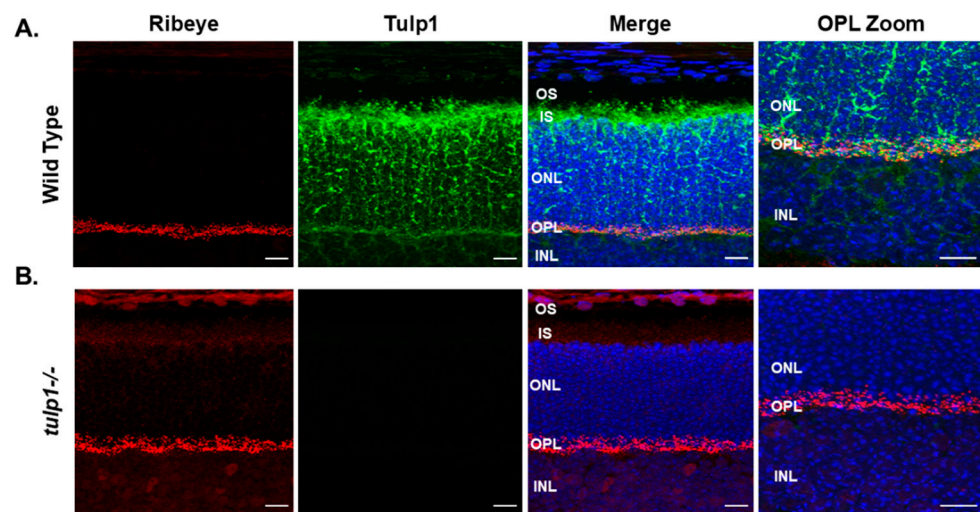 A.
Ribeye Tulp1 Merge OPL Zoom
Wild Type
OS
IS
ONL
OPL
INL
ONL
OPL
INL
B.
tulp1-/-
OS
IS
ONL
OPL
INL
ONL
OPL
INL